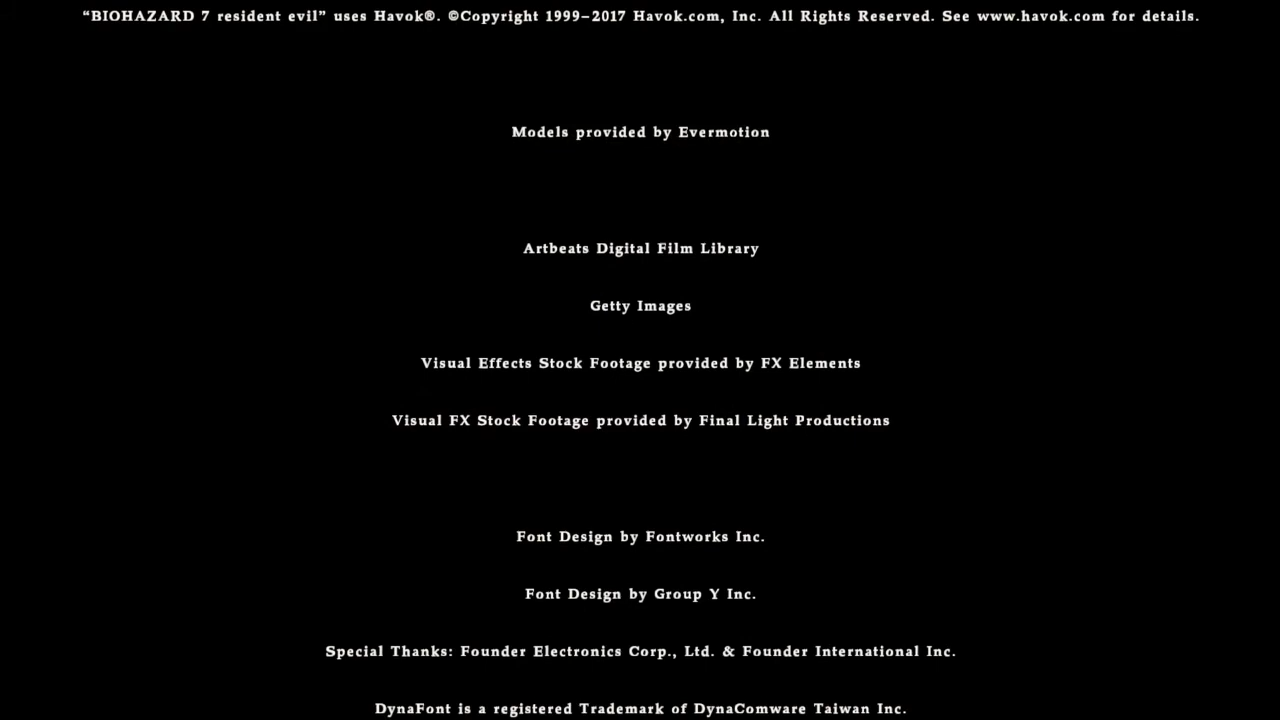 “BIOHAZARD 7 resident evil” uses Havok®. ©Copyright 1999–2017 Havok.com, Inc. All Rights Reserved. See www.havok.com for details.
Models provided by Evermotion
Artbeats Digital Film Library
Getty Images
Visual Effects Stock Footage provided by FX Elements
Visual FX Stock Footage provided by Final Light Productions
Font Design by Fontworks Inc.
Font Design by Group Y Inc.
Special Thanks: Founder Electronics Corp., Ltd. & Founder International Inc.
DynaFont is a registered Trademark of DynaComware Taiwan Inc.